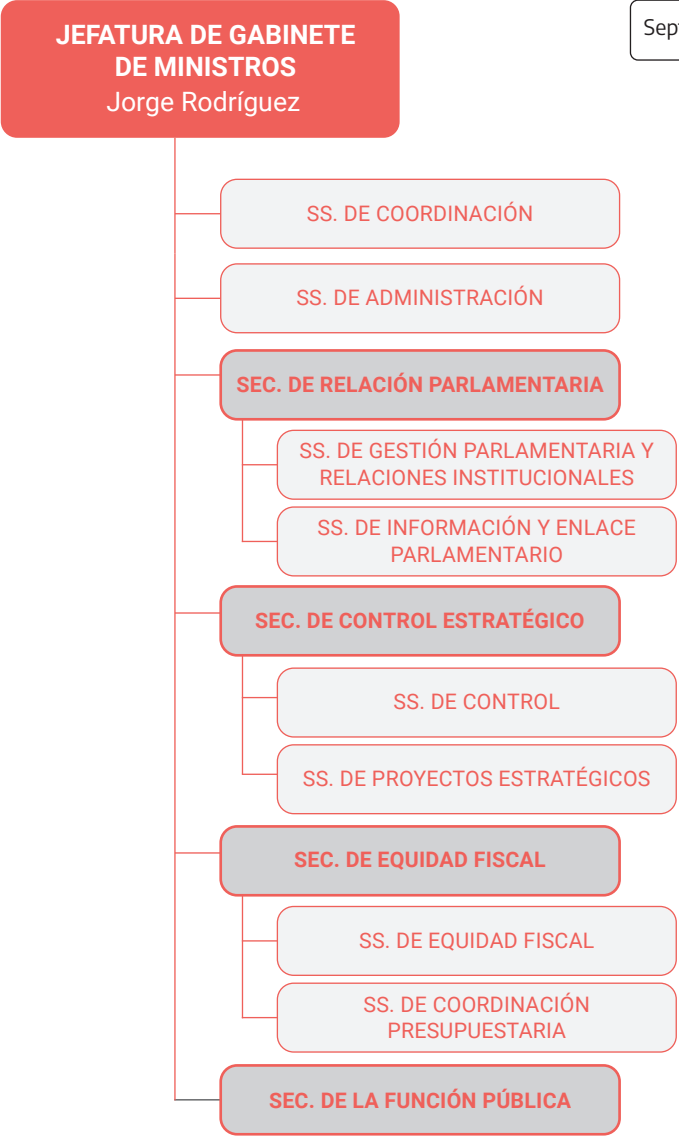 JEFATURA DE GABINETE
DE MINISTROS
Jorge Rodríguez
SS. DE COORDINACIÓN
SS. DE ADMINISTRACIÓN
SEC. DE RELACIÓN PARLAMENTARIA
SS. DE GESTIÓN PARLAMENTARIA Y
RELACIONES INSTITUCIONALES
SS. DE INFORMACIÓN Y ENLACE
PARLAMENTARIO
SEC. DE CONTROL ESTRATÉGICO
SS. DE CONTROL
SS. DE PROYECTOS ESTRATÉGICOS
SEC. DE EQUIDAD FISCAL
SS. DE EQUIDAD FISCAL
SS. DE COORDINACIÓN
PRESUPUESTARIA
SEC. DE LA FUNCIÓN PÚBLICA